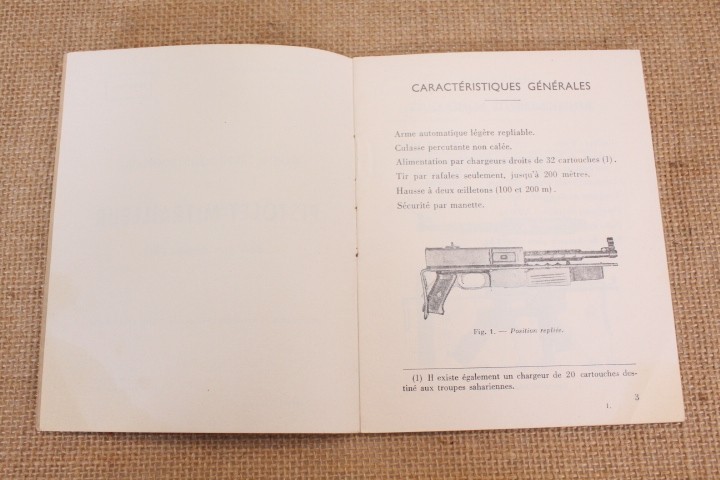 CARACTÉRISTIQUES GÉNÉRALES
Arme automatique légère repliable.
Culasse percutante non calée.
Alimentation par chargeurs droits de 32 cartouches (1).
Tir par rafales seulement, jusqu'à 200 mètres.
Hausse à deux œilletons (100 et 200 m).
Sécurité par manette.
Fig. 1. — Position repliée.
(1) Il existe également un chargeur de 20 cartouches des-
tiné aux troupes sahariennes.
3
1.